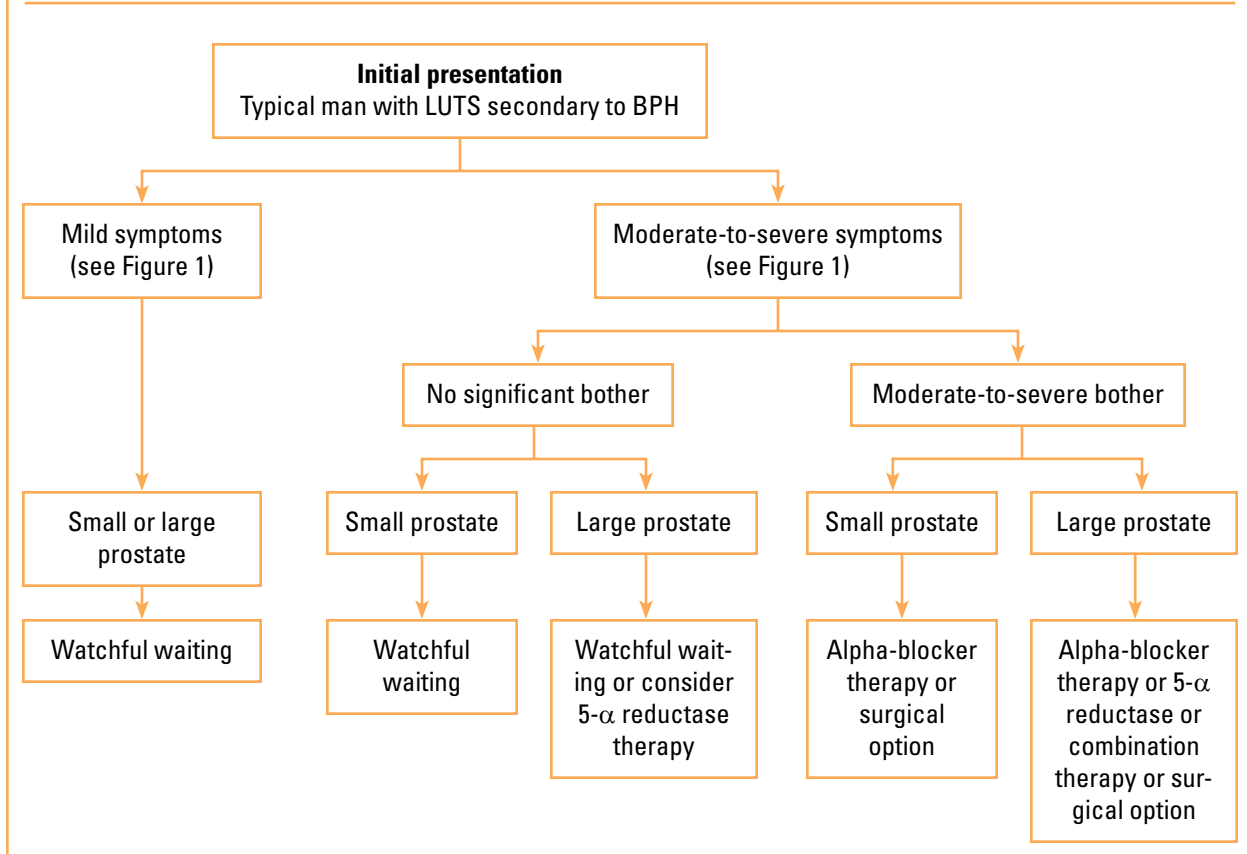 Initial presentation
Typical man with LUTS secondary to BPH
Mild symptoms
(see Figure 1)
Moderate-to-severe symptoms
(see Figure 1)
No significant bother
Moderate-to-severe bother
Small or large
prostate
Small prostate
Large prostate
Small prostate
Large prostate
Watchful waiting
Watchful
waiting
Watchful wait-
ing or consider
5-α reductase
therapy
Alpha-blocker
therapy or
surgical
option
Alpha-blocker
therapy or 5-α
reductase or
combination
therapy or sur-
gical option